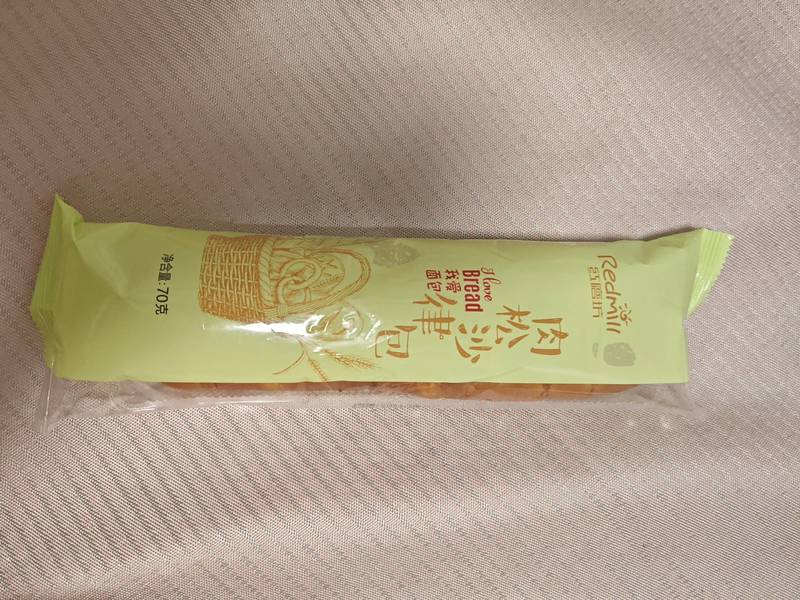 Redmill
红磨坊
肉松沙律包
I love
Bread
我爱
面包
净含量:70克